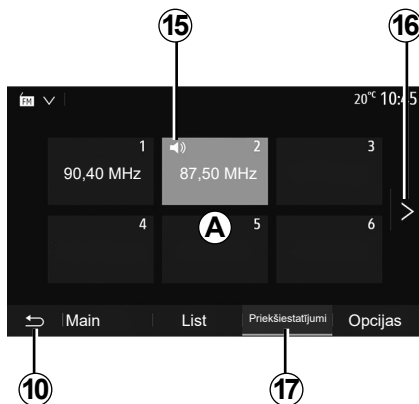 15
16
FM
20°C 10:45
1
2
3
90,40 MHz
87,50 MHz
4
A
5
6
Main
List
Priekšiestatījumi
Opcijas
10
17